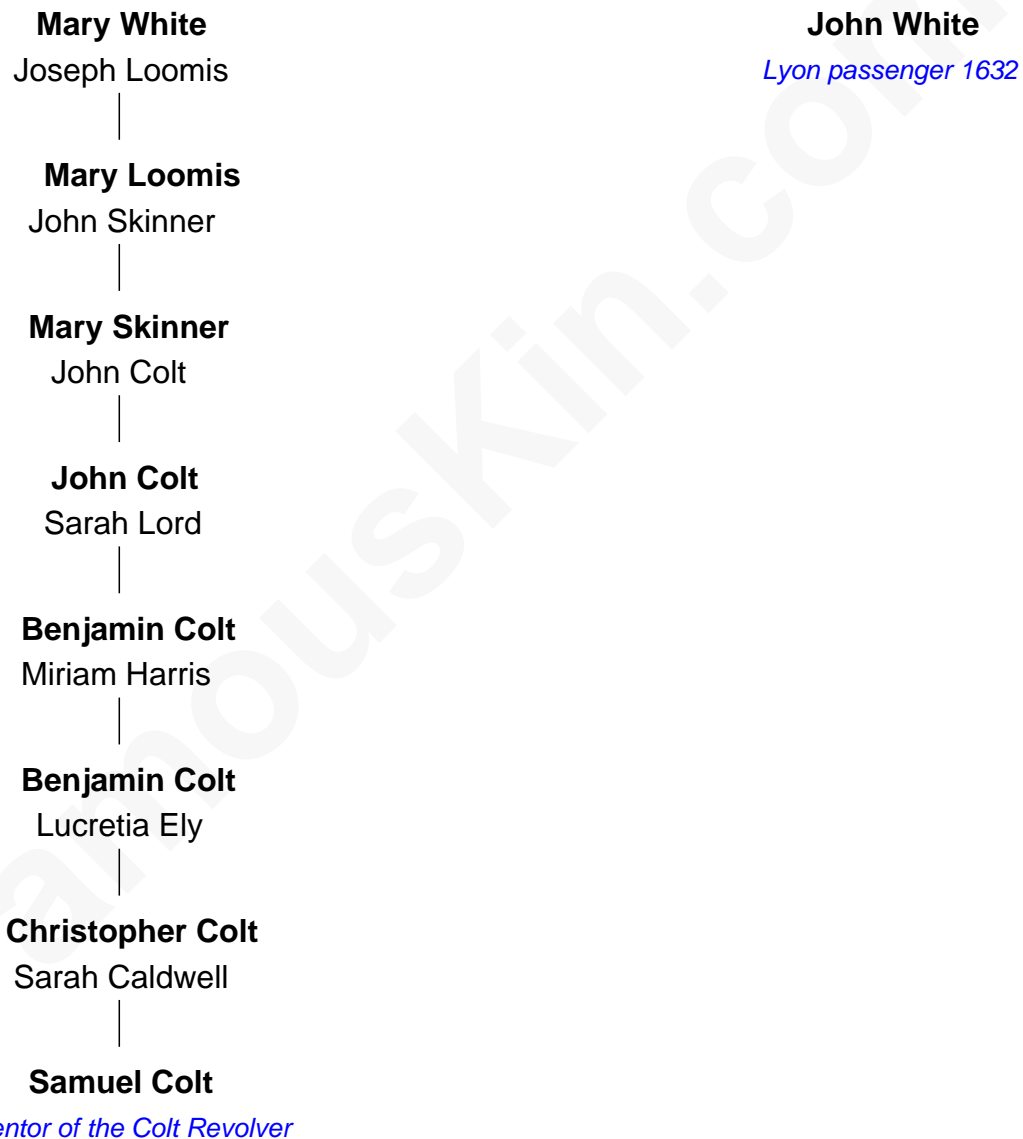 Mary White
Joseph Loomis
John White
Lyon passenger 1632
Mary Loomis
John Skinner
Mary Skinner
John Colt
John Colt
Sarah Lord
Benjamin Colt
Miriam Harris
Benjamin Colt
Lucretia Ely
Christopher Colt
Sarah Caldwell
Samuel Colt
entor of the Colt Revolver
amouskin.com